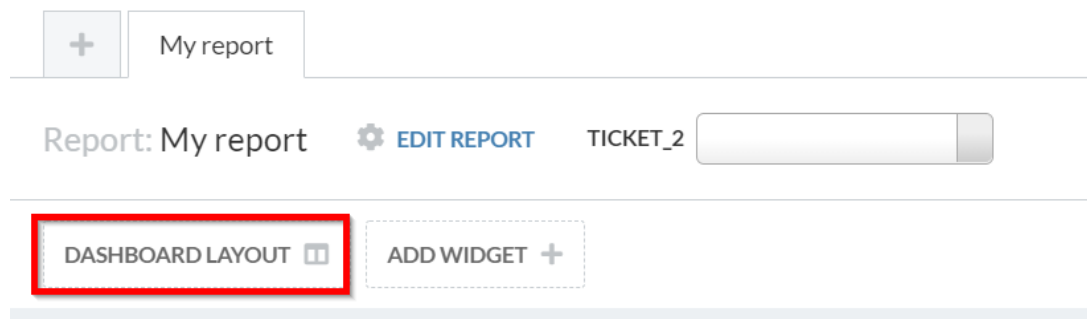 My report
Report: My report EDIT REPORT TICKET_2
DASHBOARD LAYOUT ADD WIDGET